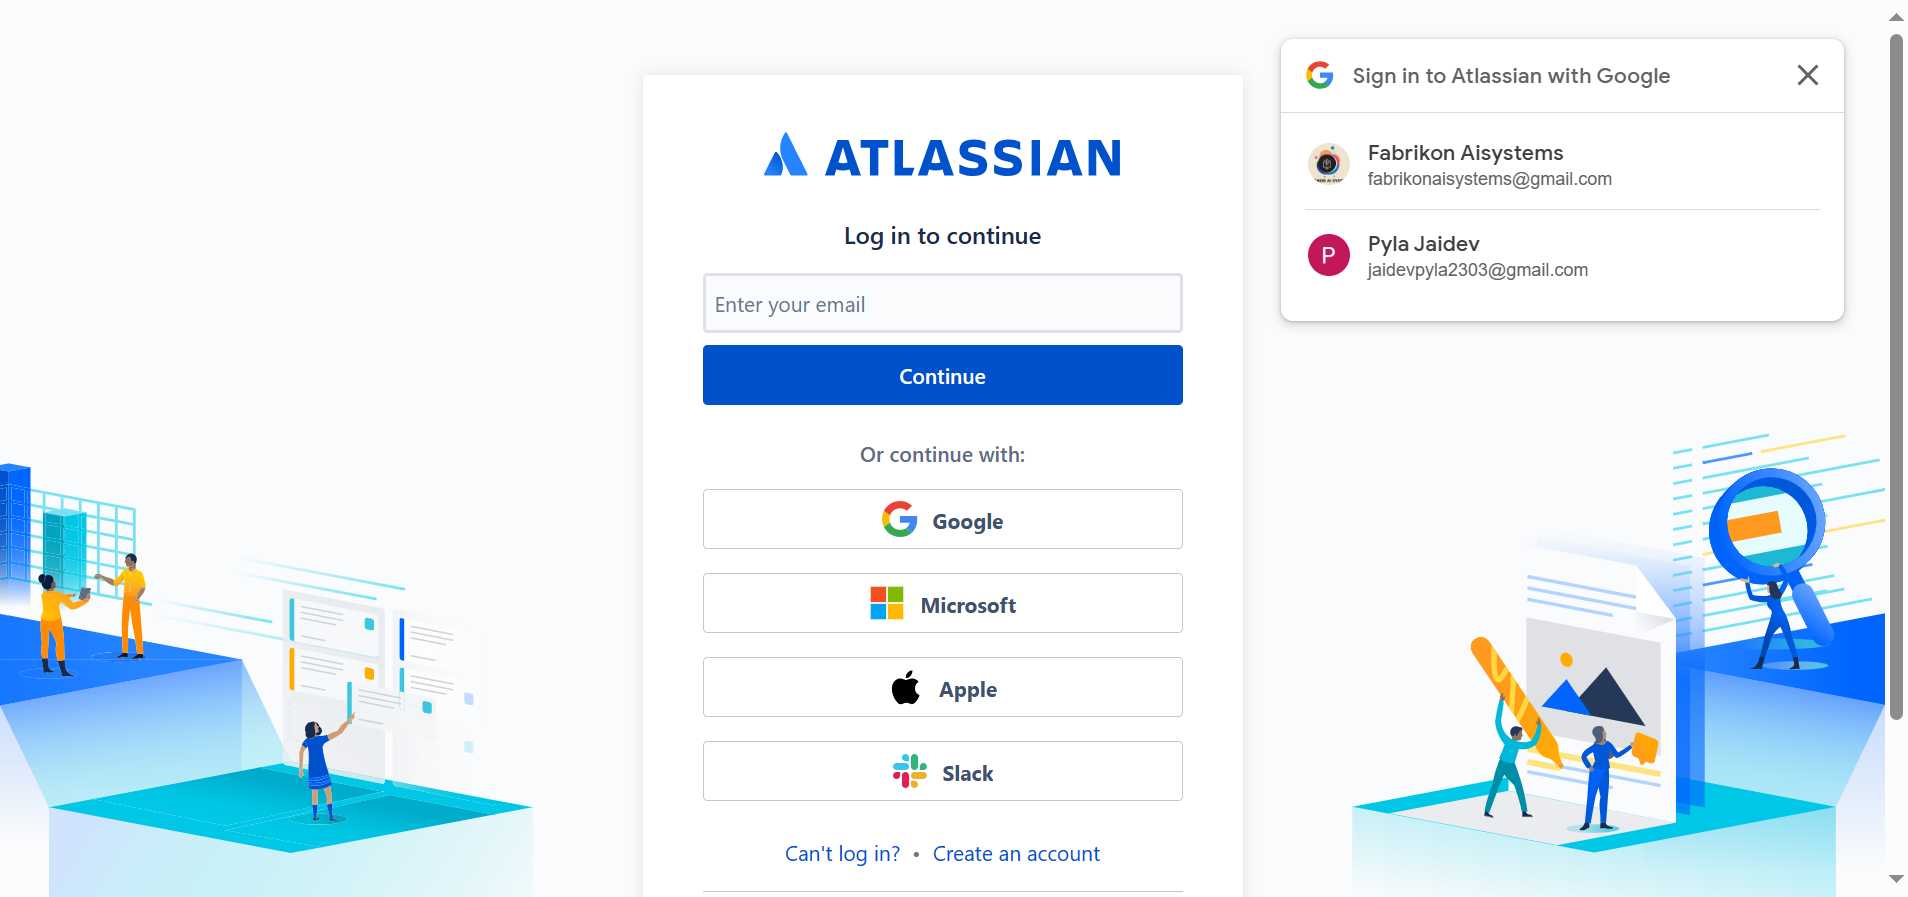 ATLASSIAN
Log in to continue
Enter your email
Continue
Or continue with:
Google
Microsoft
Apple
Slack
Can't log in? • Create an account
Sign in to Atlassian with Google
Fabrikon Aisystems
fabrikonaisystems@gmail.com
P
Pyla Jaidev
jaidevpyla2303@gmail.com